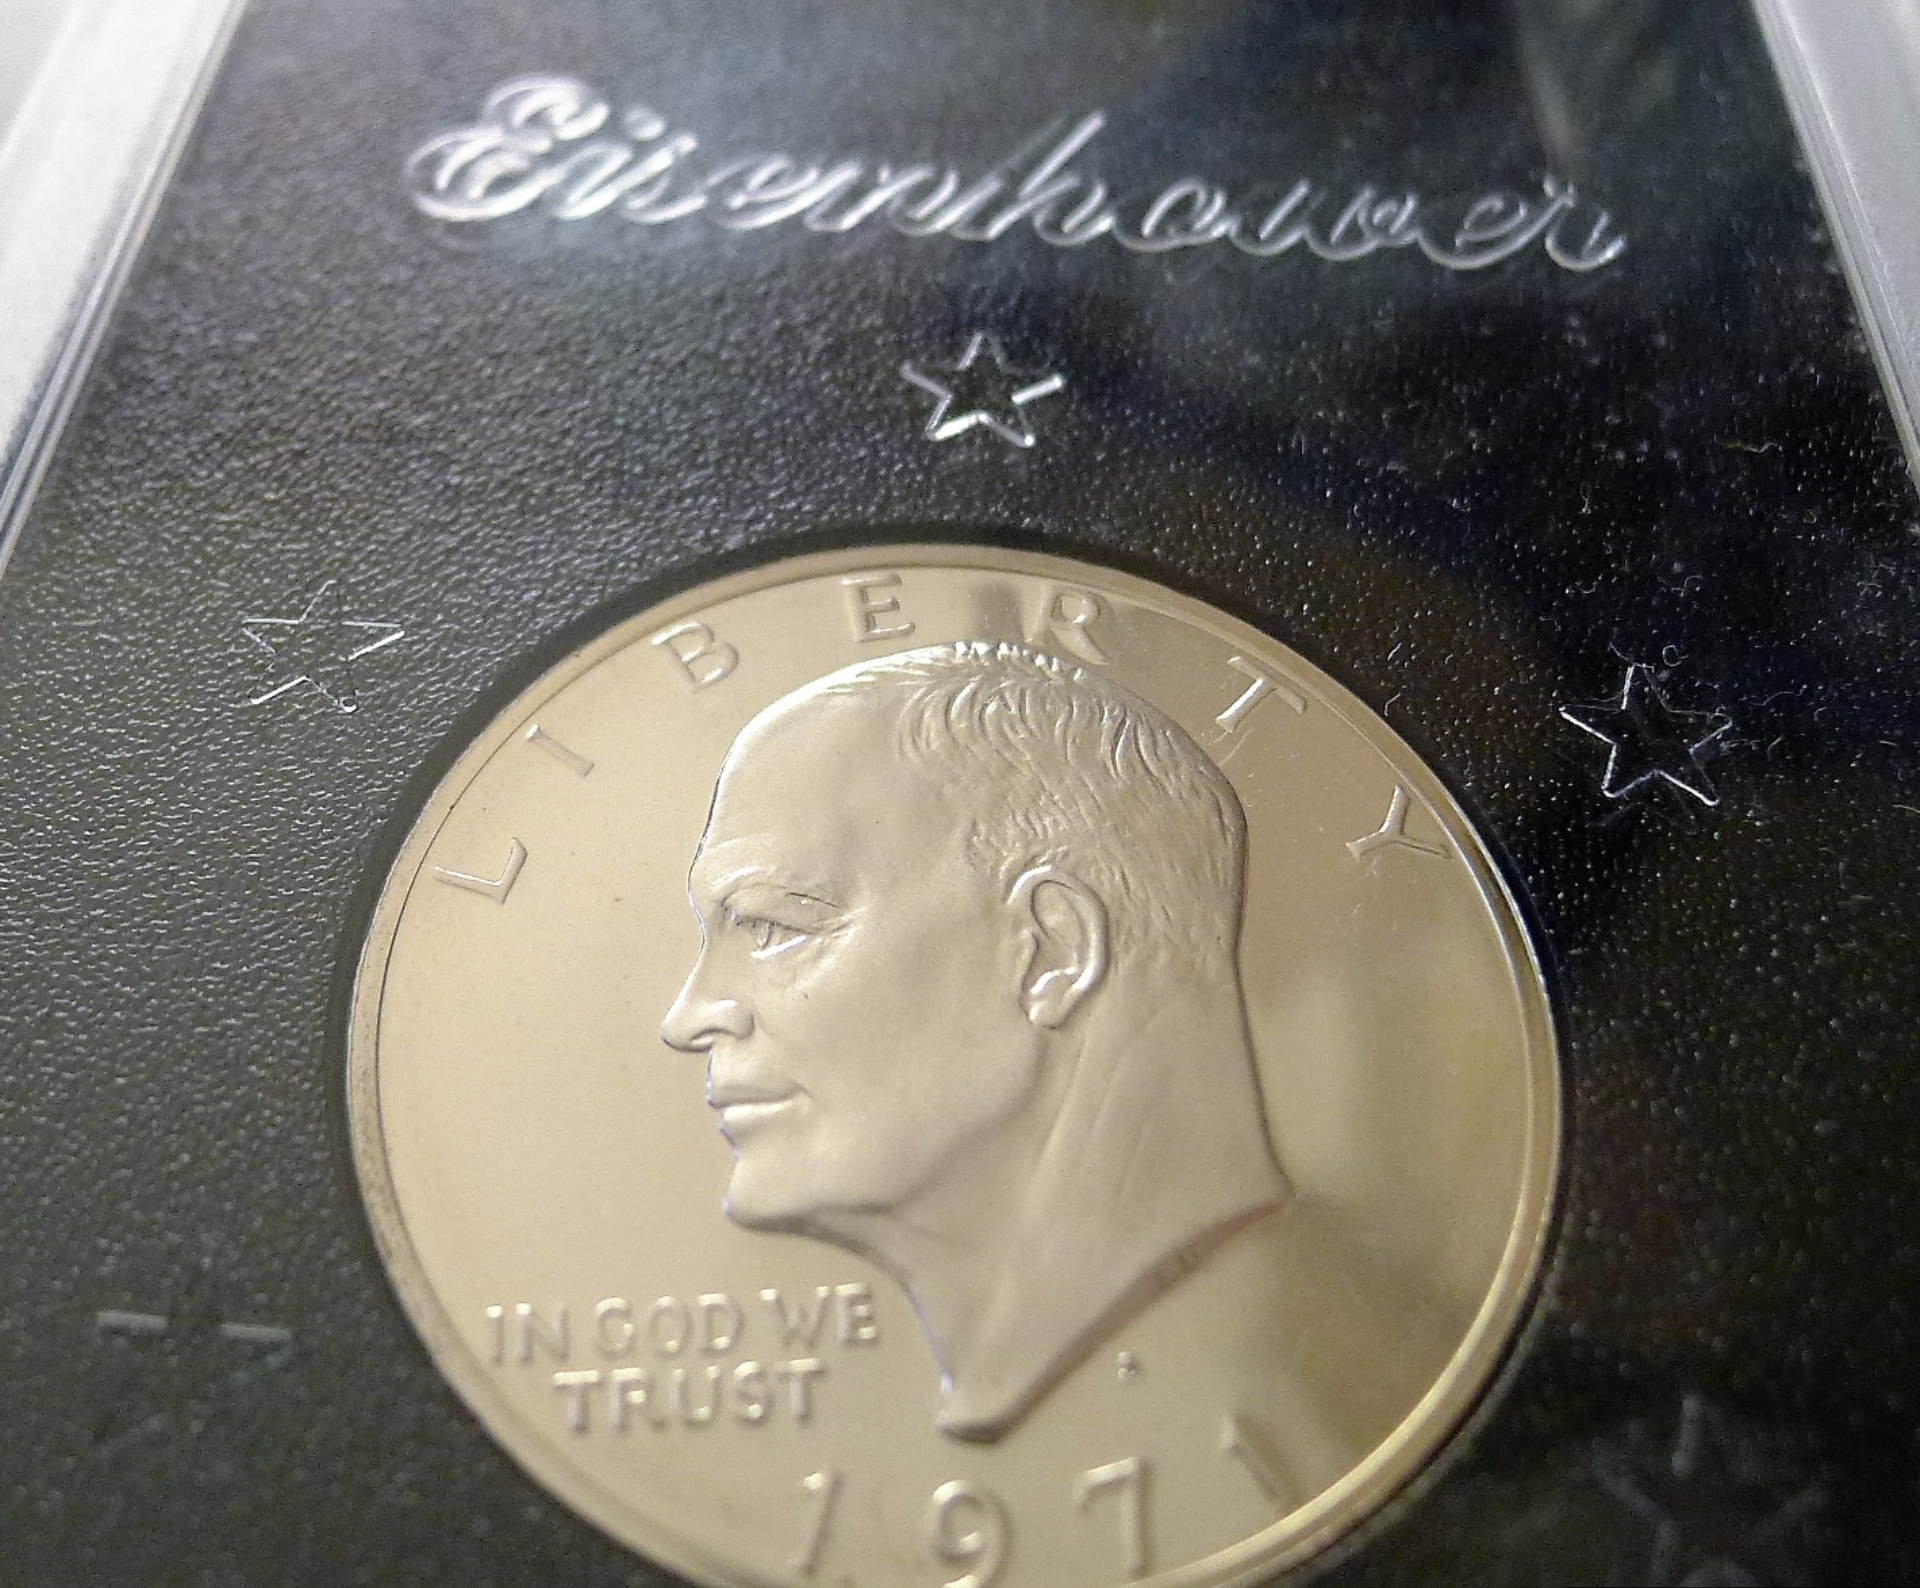 Eisenhower
LIBERTY
IN GOD WE
TRUST
1971